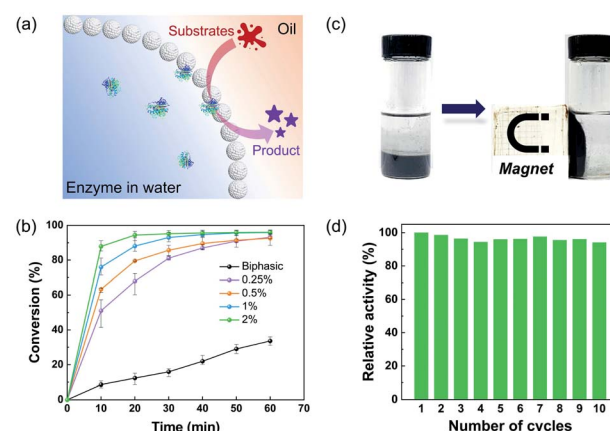 (a)
Substrates
Oil
Product
Enzyme in water
(b)
100
80
60
40
20
0
Conversion (%)
Biphasic
0.25%
0.5%
1%
2%
0 10 20 30 40 50 60 70
Time (min)
(c)
Magnet
(d)
100
80
60
40
20
0
Relative activity (%)
1 2 3 4 5 6 7 8 9 10
Number of cycles